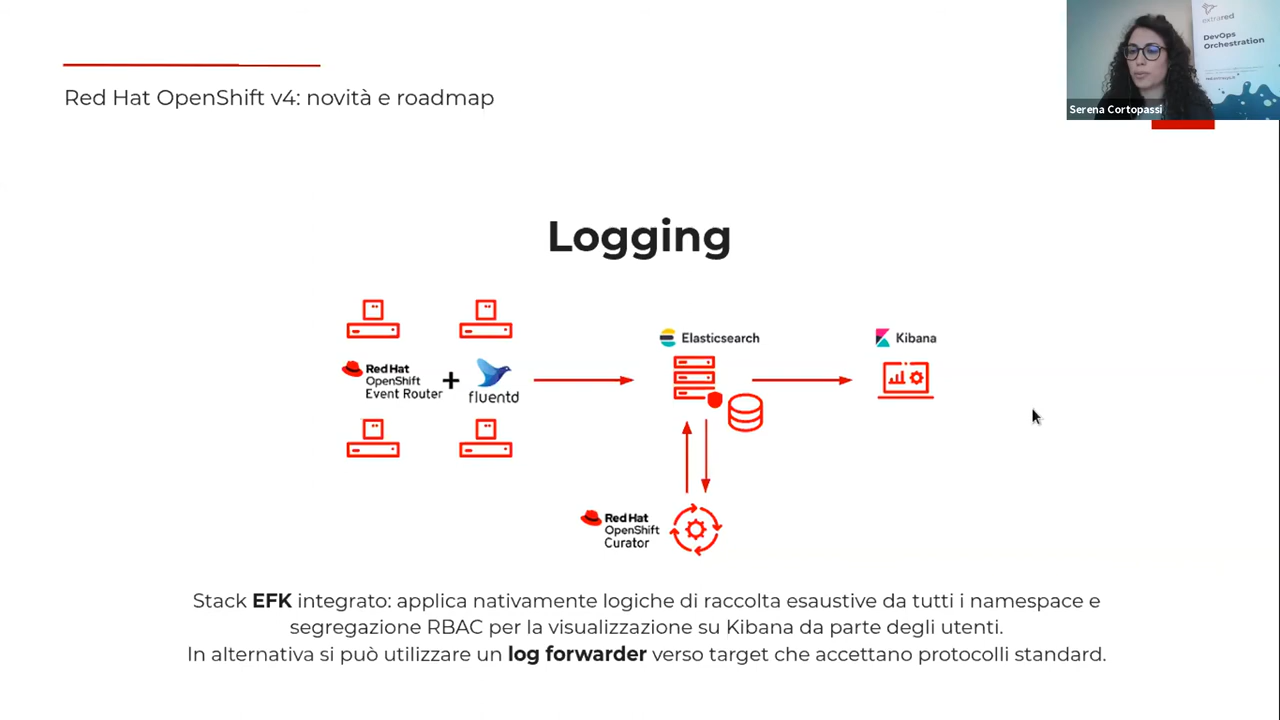 extrared
DevOps
Orchestration
Serena Cortopassi
Red Hat OpenShift v4: novità e roadmap
Logging
Elasticsearch
Kibana
Red Hat
OpenShift
Event Router
+
fluentd
Red Hat
OpenShift
Curator
Stack EFK integrato: applica nativamente logiche di raccolta esaustive da tutti i namespace e
segregazione RBAC per la visualizzazione su Kibana da parte degli utenti.
In alternativa si può utilizzare un log forwarder verso target che accettano protocolli standard.